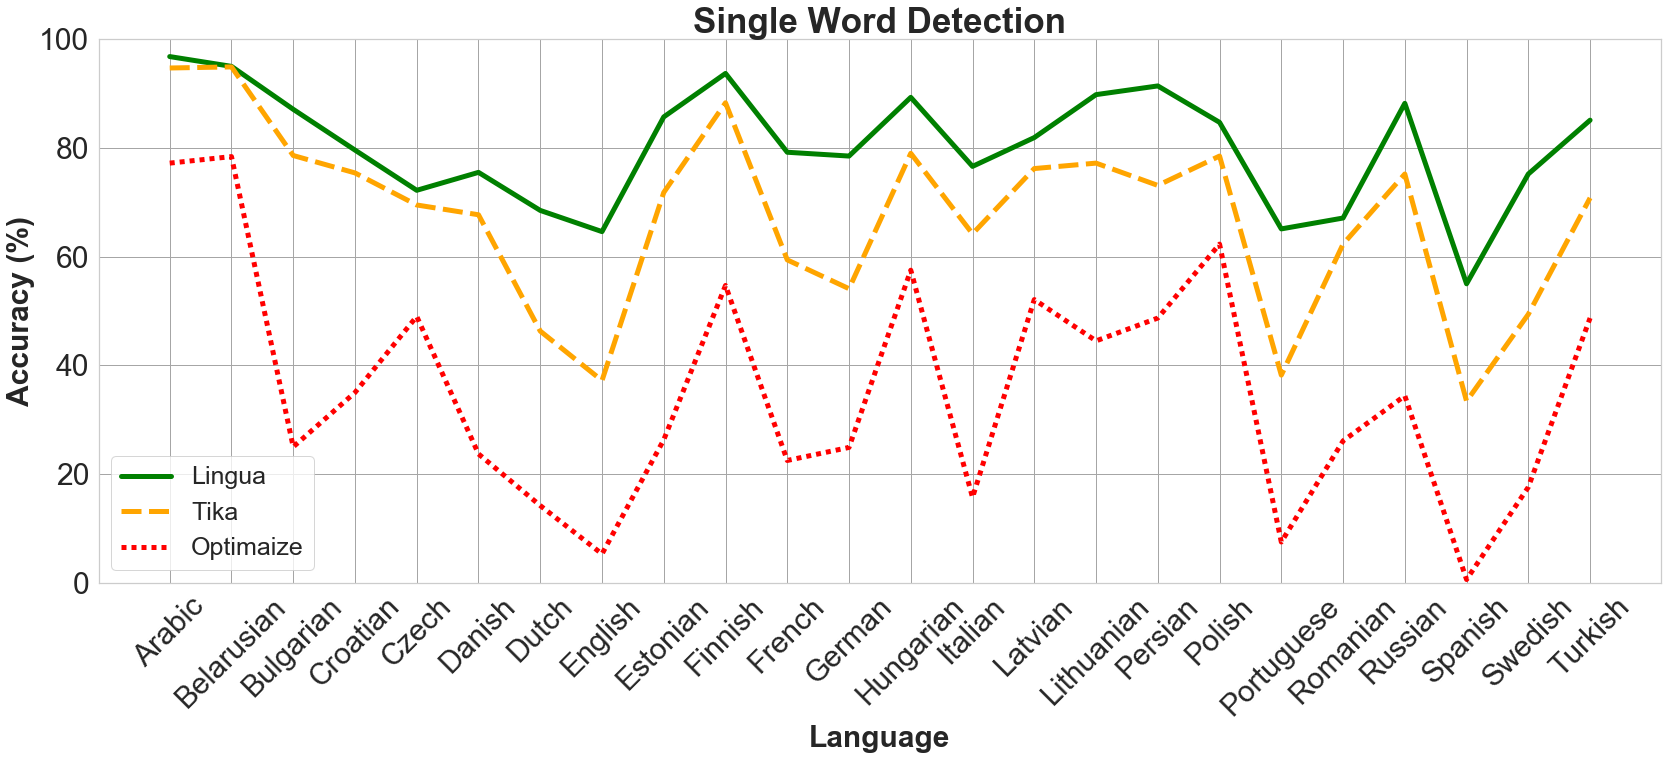 Single Word Detection
Accuracy (%)
100
80
60
40
20
0
Lingua
Tika
Optimaize
Arabic
Belarusian
Bulgarian
Croatian
Czech
Danish
Dutch
English
Estonian
Finnish
French
German
Hungarian
Italian
Latvian
Lithuanian
Persian
Polish
Portuguese
Romanian
Russian
Spanish
Swedish
Turkish
Language